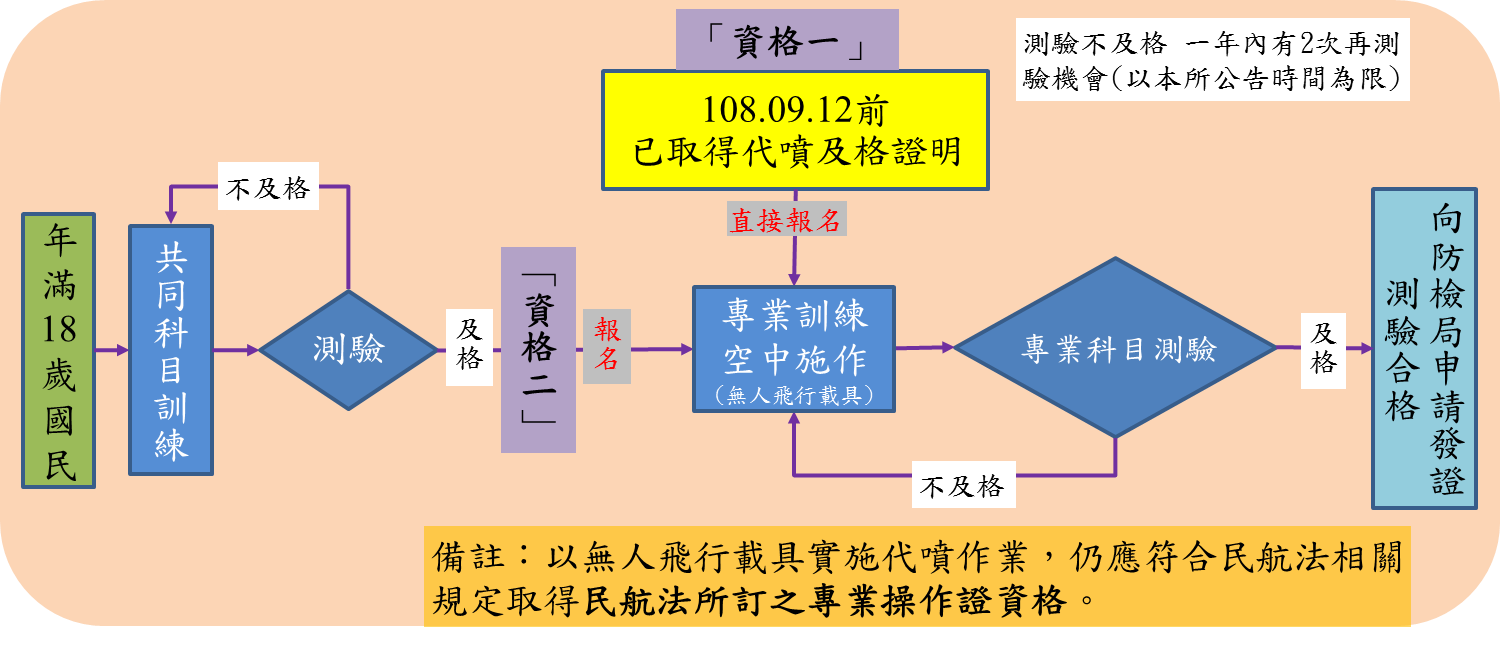 「資格一」
108.09.12前
已取得代噴及格證明
測驗不及格 一年內有2次再測
驗機會(以本所公告時間為限)
直接報名
年滿18歲國民
共同科目訓練
不及格
測驗
及格
「資格二」
報名
專業訓練
空中施作
(無人飛行載具)
專業科目測驗
不及格
及格
向防檢局申請發證
測驗合格
備註：以無人飛行載具實施代噴作業，仍應符合民航法相關
規定取得民航法所訂之專業操作證資格。